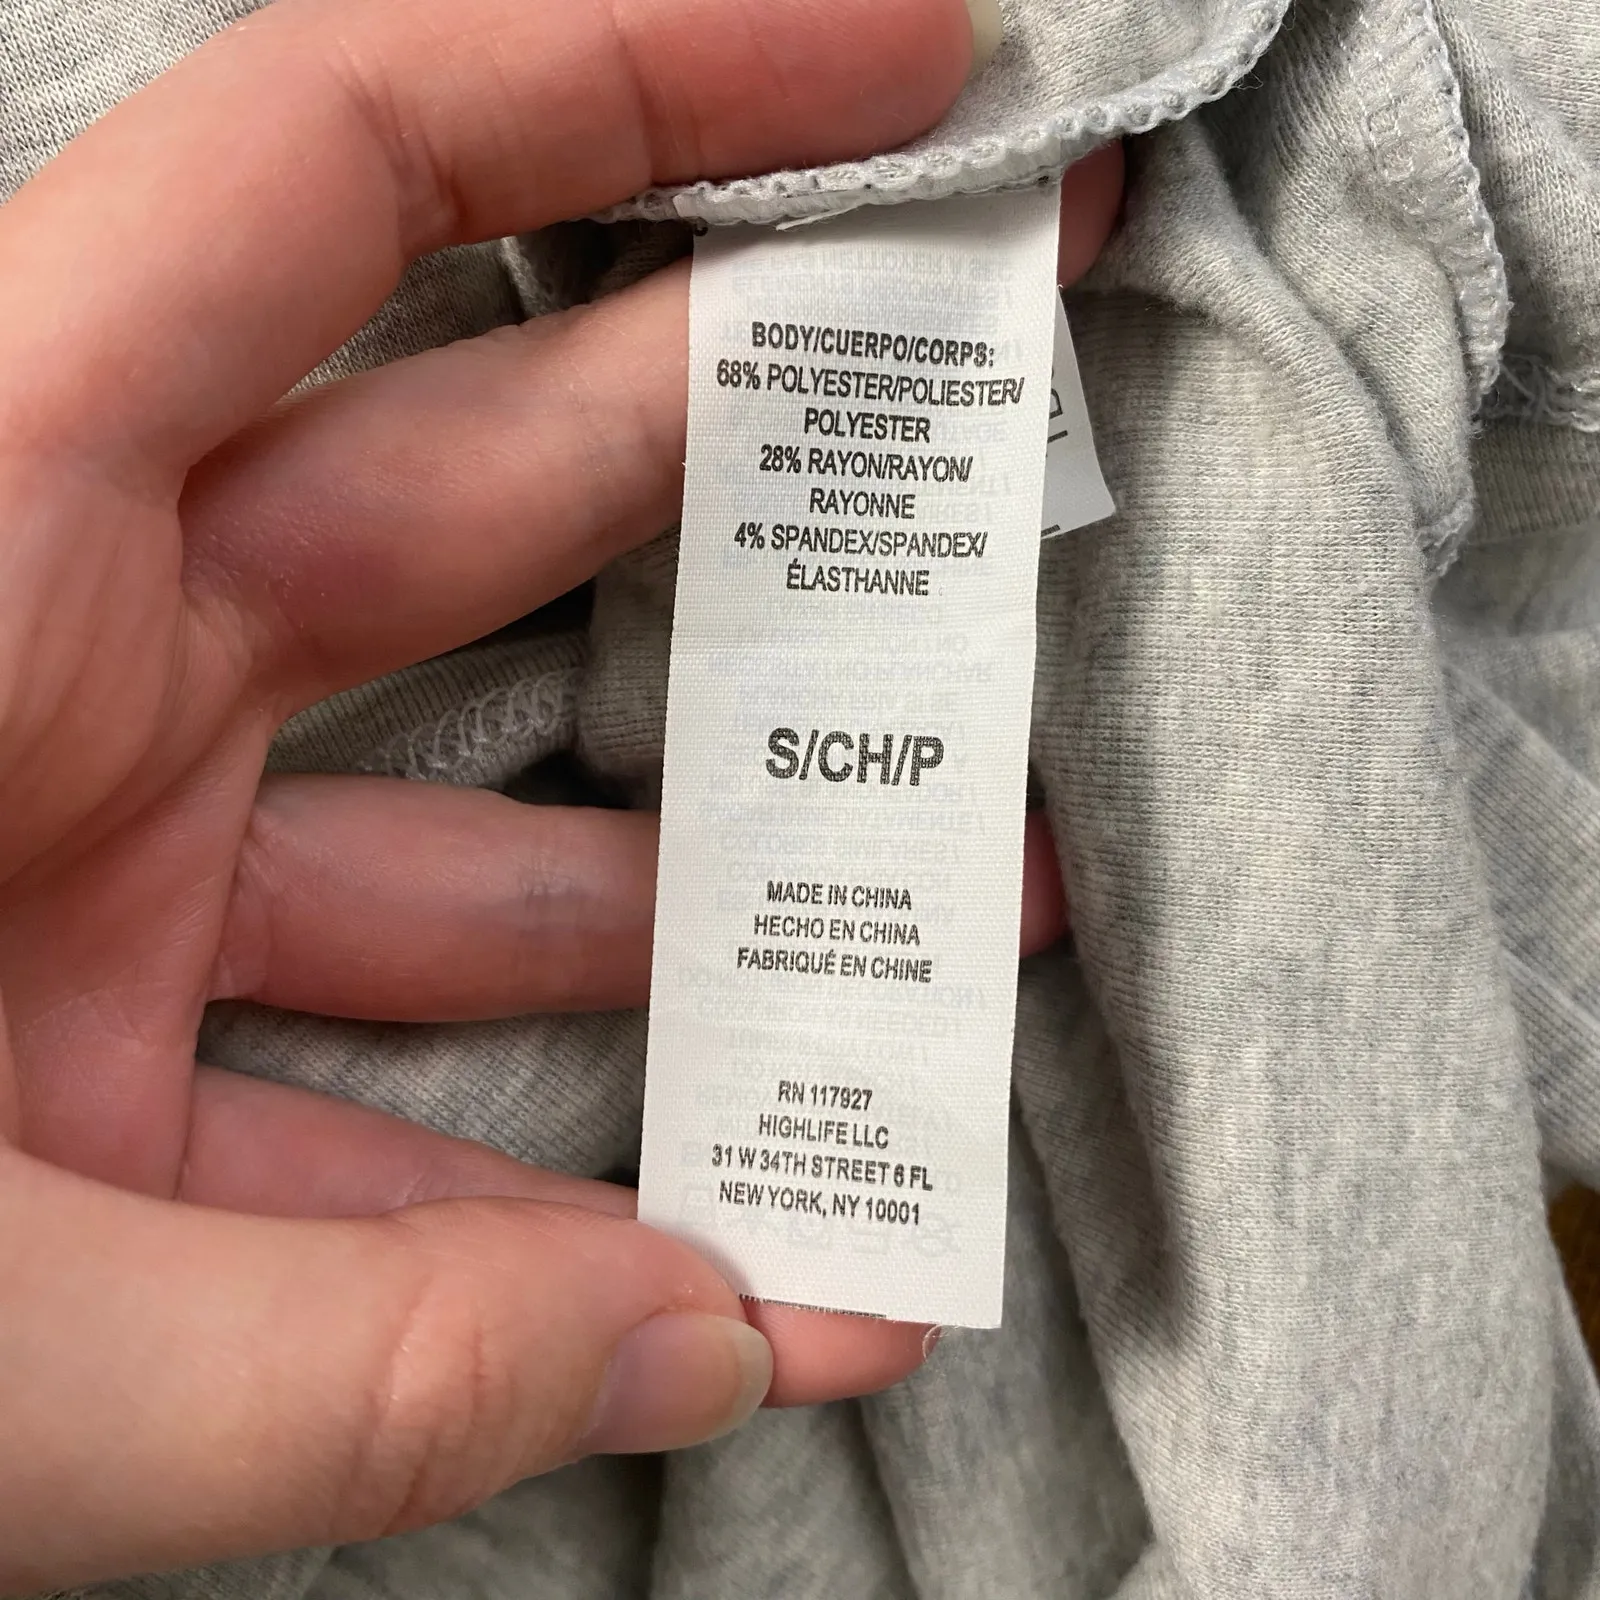 BODY/CUERPO/CORPS:
68% POLYESTER/POLIESTER/
POLYESTER
28% RAYON/RAYON/
RAYONNE
4% SPANDEX/SPANDEX/
ÉLASTHANNE
S/CH/P
MADE IN CHINA
HECHO EN CHINA
FABRIQUÉ EN CHINE
RN 117927
HIGHLIFE LLC
31 W 34TH STREET 6 FL
NEW YORK, NY 10001